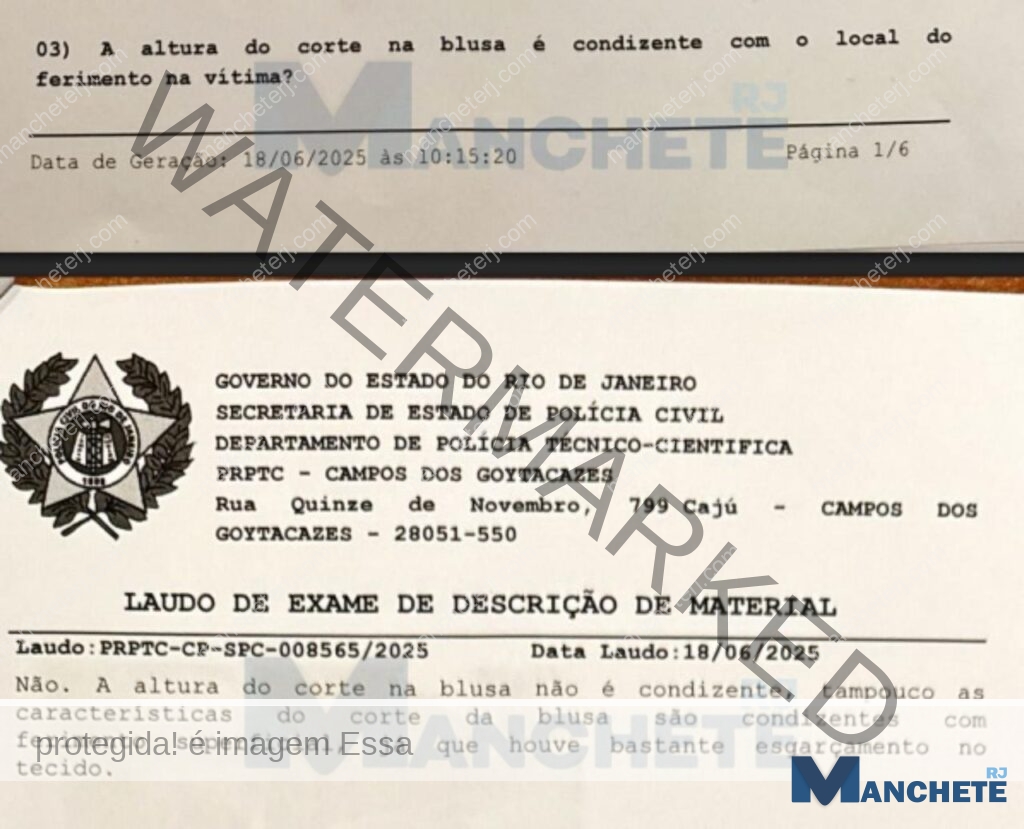 03) A altura do corte na blusa é condizente com o local do
ferimento na vítima?
Data de Geração: 18/06/2025 às 10:15:20
Página 1/6
RJ
MANCHETE
WATERMARKED
GOVERNO DO ESTADO DO RIO DE JANEIRO
SECRETARIA DE ESTADO DE POLÍCIA CIVIL
DEPARTAMENTO DE POLÍCIA TÉCNICO-CIENTIFICA
PRPTC - CAMPOS DOS GOYTACAZES
Rua Quinze de Novembro, 799 Cajú - CAMPOS DOS
GOYTACAZES - 28051-550
LAUDO DE EXAME DE DESCRIÇÃO DE MATERIAL
Laudo:PRPTC-CP-SPC-008565/2025 Data Laudo:18/06/2025
Não. A altura do corte na blusa não é condizente, tampouco as
características do corte da blusa são condizentes com
ferimento superficial, que houve bastante esgarçamento no
tecido.
protegida! é imagem Essa
RJ
MANCHETE